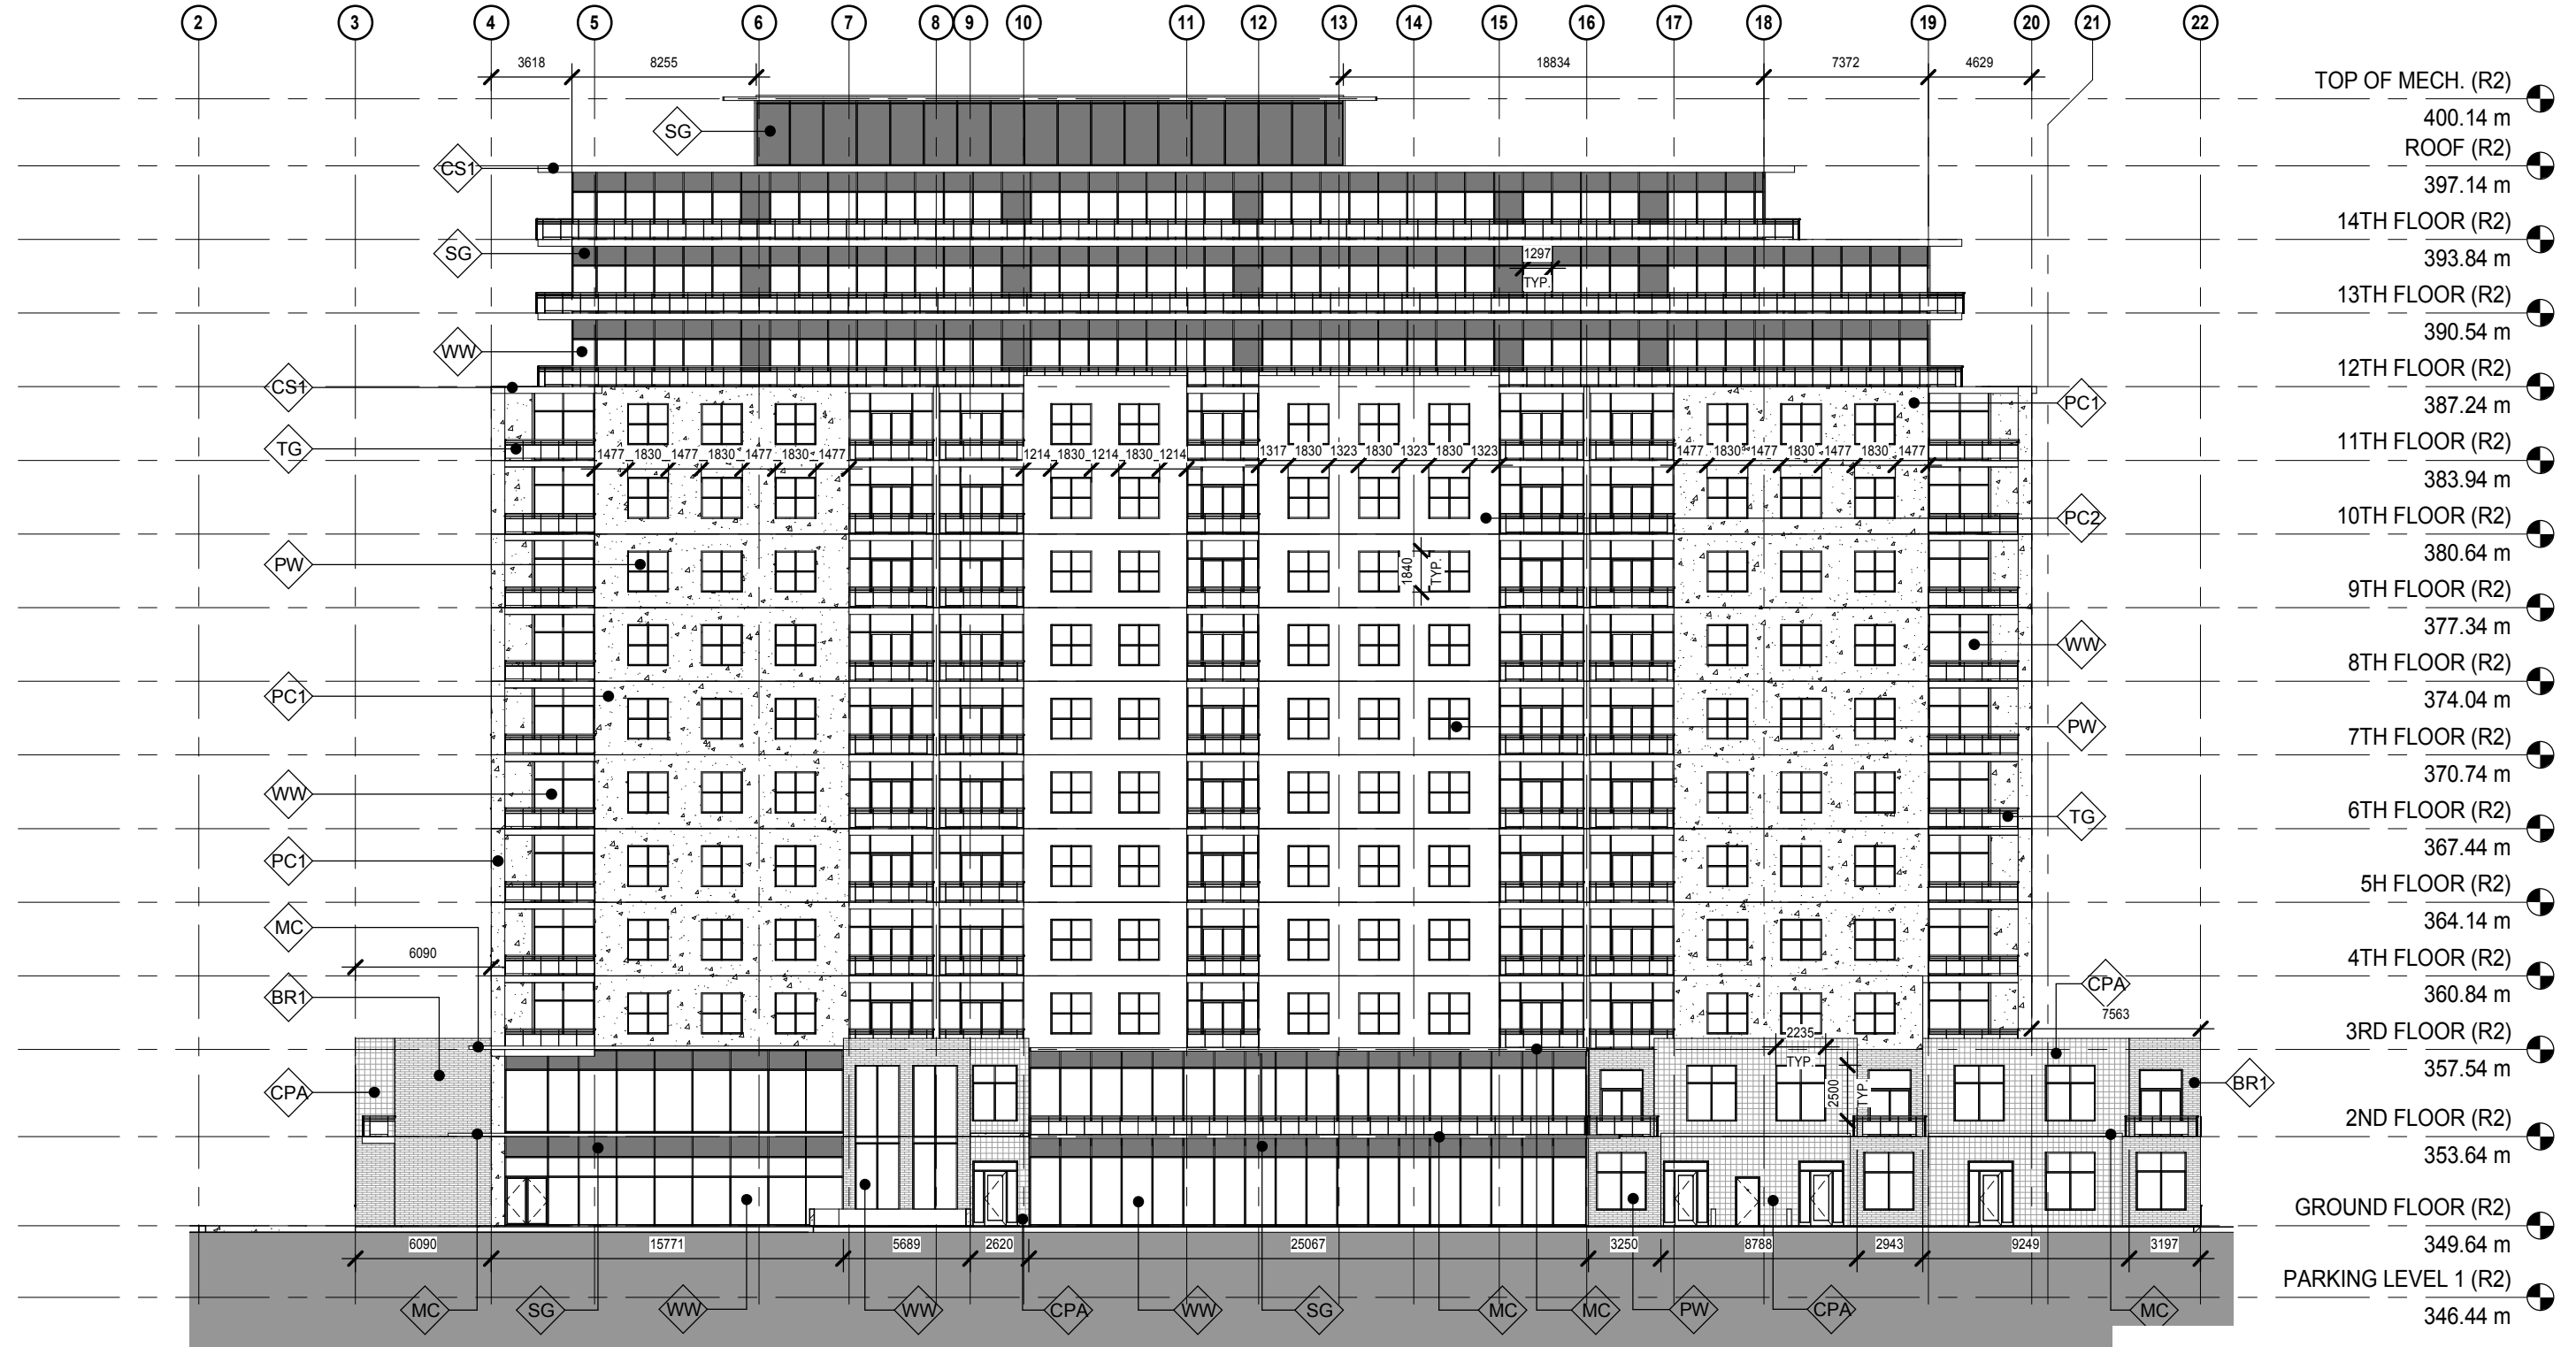 2 3 4 5 6 7 8 9 10 11 12 13 14 15 16 17 18 19 20 21 22
3618 8255 18834 7372 4629
TOP OF MECH. (R2)
400.14 m
SG
ROOF (R2)
397.14 m
CS1
14TH FLOOR (R2)
393.84 m
SG
1297
TYP.
13TH FLOOR (R2)
390.54 m
WW
12TH FLOOR (R2)
387.24 m
CS1
PC1
TG
11TH FLOOR (R2)
383.94 m
1477 1830 1477 1830 1477 1830 1477 1214 1830 1214 1830 1214 1317 1830 1323 1830 1323 1830 1323 1477 1830 1477 1830 1477 1830 1477
PC2
10TH FLOOR (R2)
380.64 m
PW
1840
TYP.
9TH FLOOR (R2)
377.34 m
WW
8TH FLOOR (R2)
374.04 m
PC1
PW
7TH FLOOR (R2)
370.74 m
WW
TG
6TH FLOOR (R2)
367.44 m
PC1
5H FLOOR (R2)
364.14 m
MC
6090
4TH FLOOR (R2)
360.84 m
BR1
CPA
7563
3RD FLOOR (R2)
357.54 m
2235
TYP.
2500
TYP.
CPA
BR1
2ND FLOOR (R2)
353.64 m
GROUND FLOOR (R2)
349.64 m
6090 15771 5689 2620 25067 3250 8788 2943 9249 3197
PARKING LEVEL 1 (R2)
346.44 m
MC SG WW WW CPA WW SG MC MC PW CPA MC